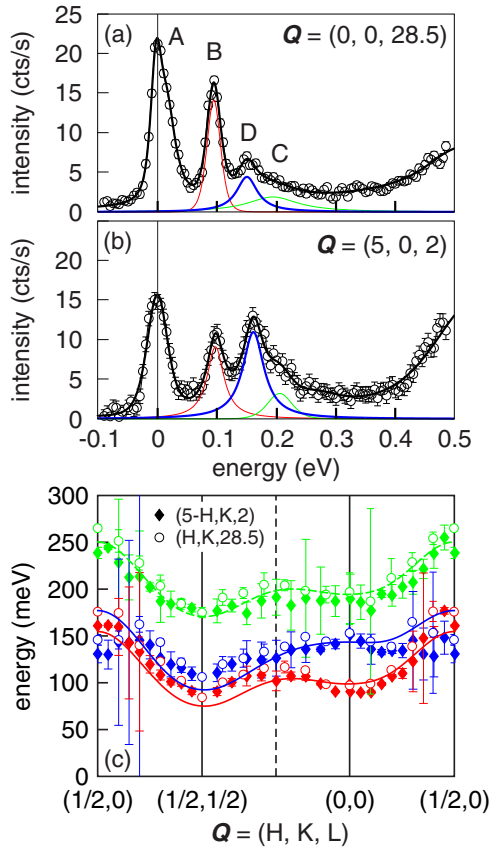 (a) A Q = (0, 0, 28.5)
B
D
C
intensity (cts/s)
25
20
15
10
5
0
(b) Q = (5, 0, 2)
intensity (cts/s)
20
15
10
5
0
-0.1 0 0.1 0.2 0.3 0.4 0.5
energy (eV)
300
250
200
150
100
50
0
energy (meV)
(5-H,K,2)
(H,K,28.5)
(c)
(1/2,0) (1/2,1/2) (0,0) (1/2,0)
Q = (H, K, L)